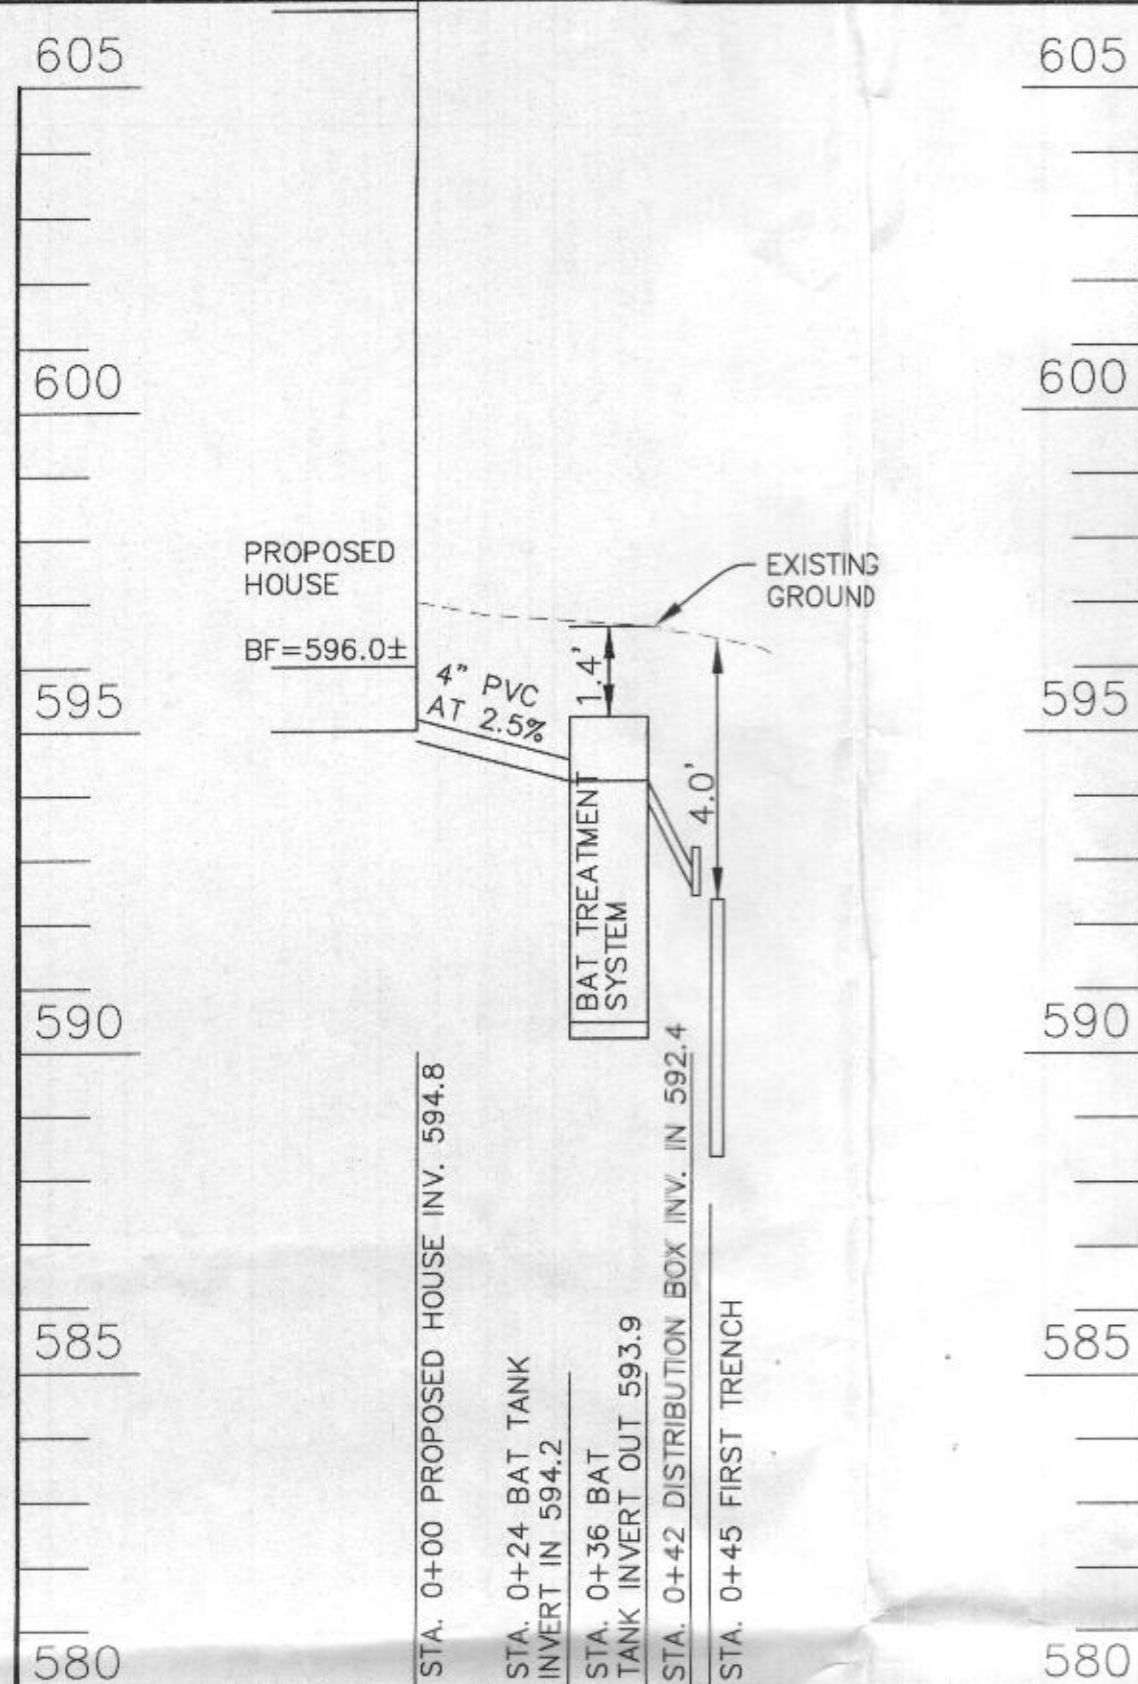 605
605
600
600
PROPOSED
HOUSE
EXISTING
GROUND
BF=596.0±
4" PVC
AT 2.5%
1.4'
595
595
4.0'
BAT TREATMENT
SYSTEM
590
590
STA. 0+00 PROPOSED HOUSE INV. 594.8
STA. 0+24 BAT TANK
INVERT IN 594.2
STA. 0+36 BAT
TANK INVERT OUT 593.9
STA. 0+42 DISTRIBUTION BOX INV. IN 592.4
STA. 0+45 FIRST TRENCH
585
585
580
580